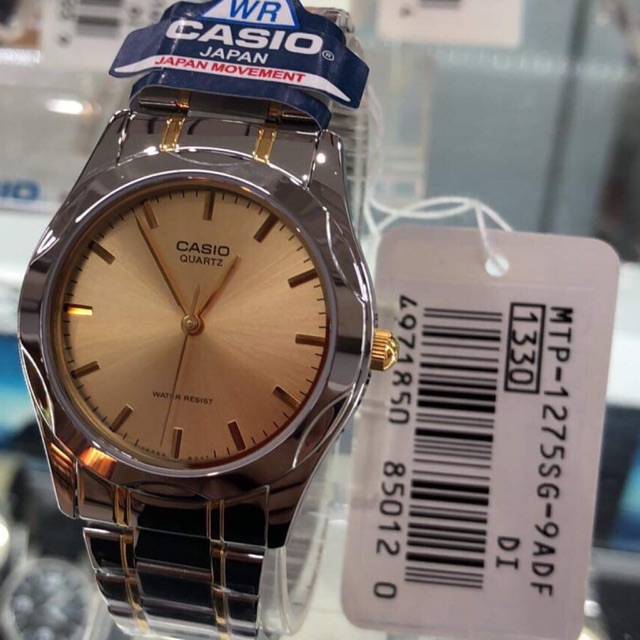 WR
CASIO®
JAPAN
JAPAN MOVEMENT
CASIO
QUARTZ
WATER RESIST
MTP-1275SG-9ADF
1330
DI
4971850 85012 0